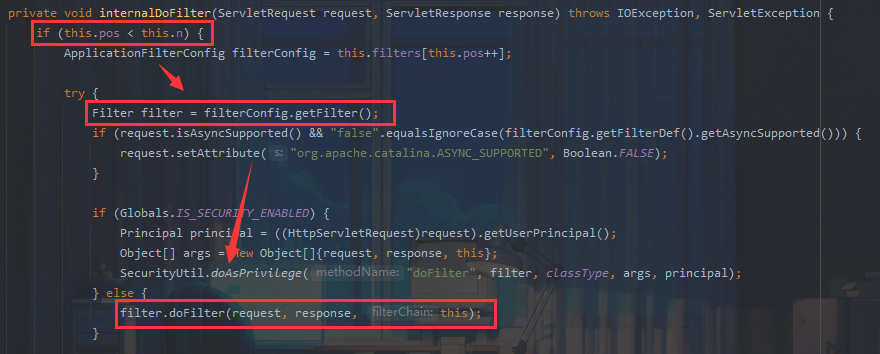 private void internalDoFilter(ServletRequest request, ServletResponse response) throws IOException, ServletException {
if (this.pos < this.n) {
ApplicationFilterConfig filterConfig = this.filters[this.pos++];
try {
Filter filter = filterConfig.getFilter();
if (request.isAsyncSupported() && "false".equalsIgnoreCase(filterConfig.getFilterDef().getAsyncSupported())) {
request.setAttribute( s: "org.apache.catalina.ASYNC_SUPPORTED", Boolean.FALSE);
}
if (Globals.IS_SECURITY_ENABLED) {
Principal principal = ((HttpServletRequest)request).getUserPrincipal();
Object[] args = new Object[]{request, response, this};
SecurityUtil.doAsPrivilege( methodName: "doFilter", filter, classType, args, principal);
} else {
filter.doFilter(request, response, filterChain: this);
}